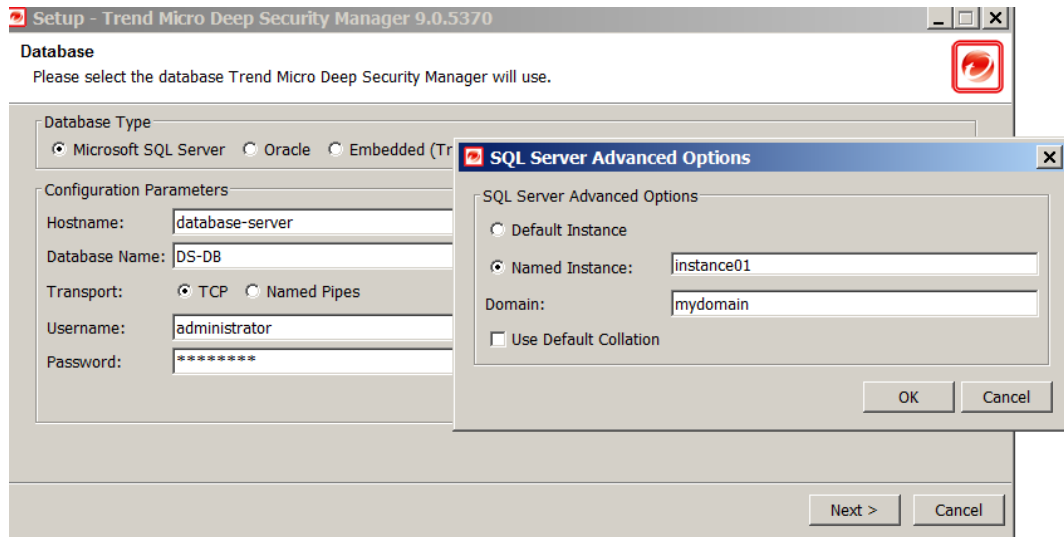 Setup - Trend Micro Deep Security Manager 9.0.5370
Database
Please select the database Trend Micro Deep Security Manager will use.
Database Type
Microsoft SQL Server Oracle Embedded (Tr
Configuration Parameters
Hostname: database-server
Database Name: DS-DB
Transport: TCP Named Pipes
Username: administrator
Password: ********
SQL Server Advanced Options
SQL Server Advanced Options
Default Instance
Named Instance: instance01
Domain: mydomain
Use Default Collation
OK Cancel
Next > Cancel